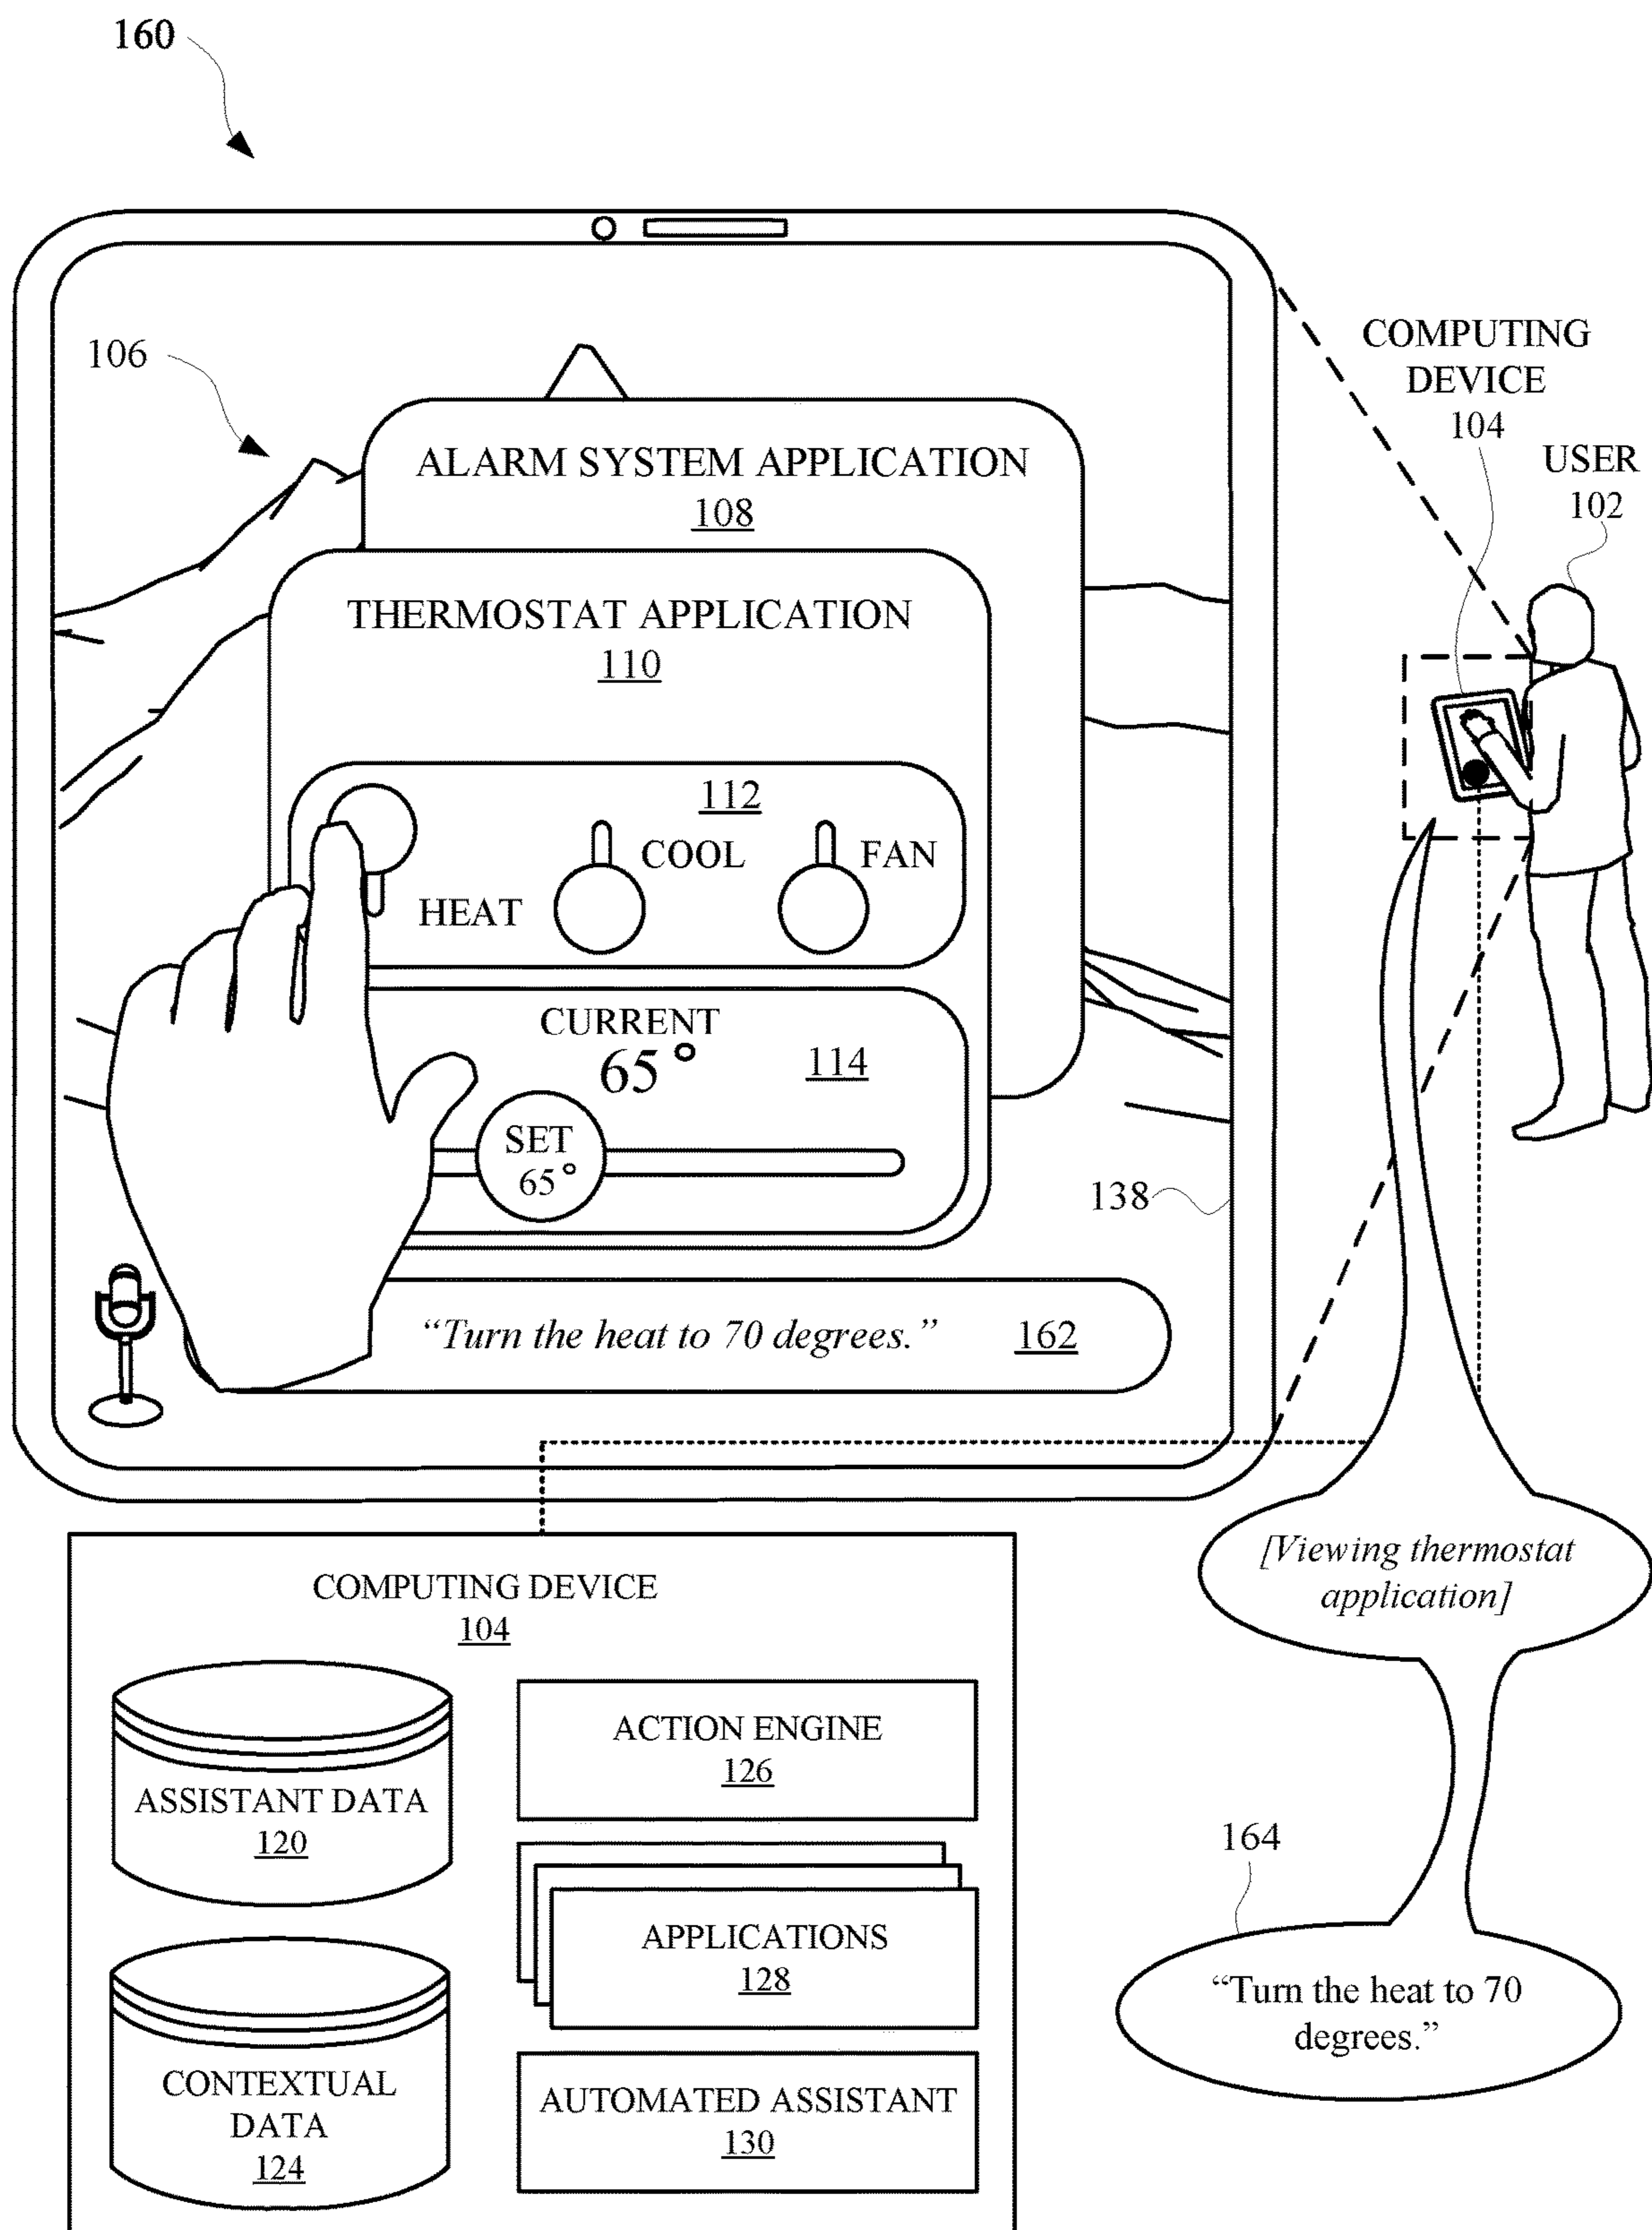 160
106
COMPUTING
DEVICE
104
USER
102
ALARM SYSTEM APPLICATION
108
THERMOSTAT APPLICATION
110
112
HEAT
COOL
FAN
CURRENT
65°
114
SET
65°
138
“Turn the heat to 70 degrees.”
162
[Viewing thermostat
application]
164
“Turn the heat to 70
degrees.”
COMPUTING DEVICE
104
ASSISTANT DATA
120
ACTION ENGINE
126
APPLICATIONS
128
CONTEXTUAL
DATA
124
AUTOMATED ASSISTANT
130